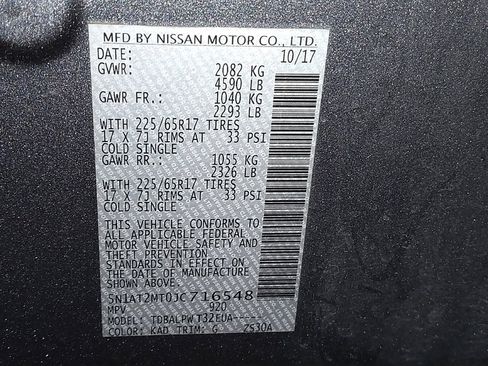 MFD BY NISSAN MOTOR CO., LTD.
DATE: 10/17
GVWR: 2082 KG
4590 LB
GAWR FR.: 1040 KG
2293 LB
WITH 225/65R17 TIRES
17 X 7J RIMS AT 33 PSI
COLD SINGLE
GAWR RR.: 1055 KG
2326 LB
WITH 225/65R17 TIRES
17 X 7J RIMS AT 33 PSI
COLD SINGLE
THIS VEHICLE CONFORMS TO
ALL APPLICABLE FEDERAL
MOTOR VEHICLE SAFETY AND
THEFT PREVENTION
STANDARDS IN EFFECT ON
THE DATE OF MANUFACTURE
SHOWN ABOVE.
5N1AT2MT0JC716548
MPV 920
MODEL: TDBALPW T32EUA-----
COLOR: KAD TRIM: G ZS30A